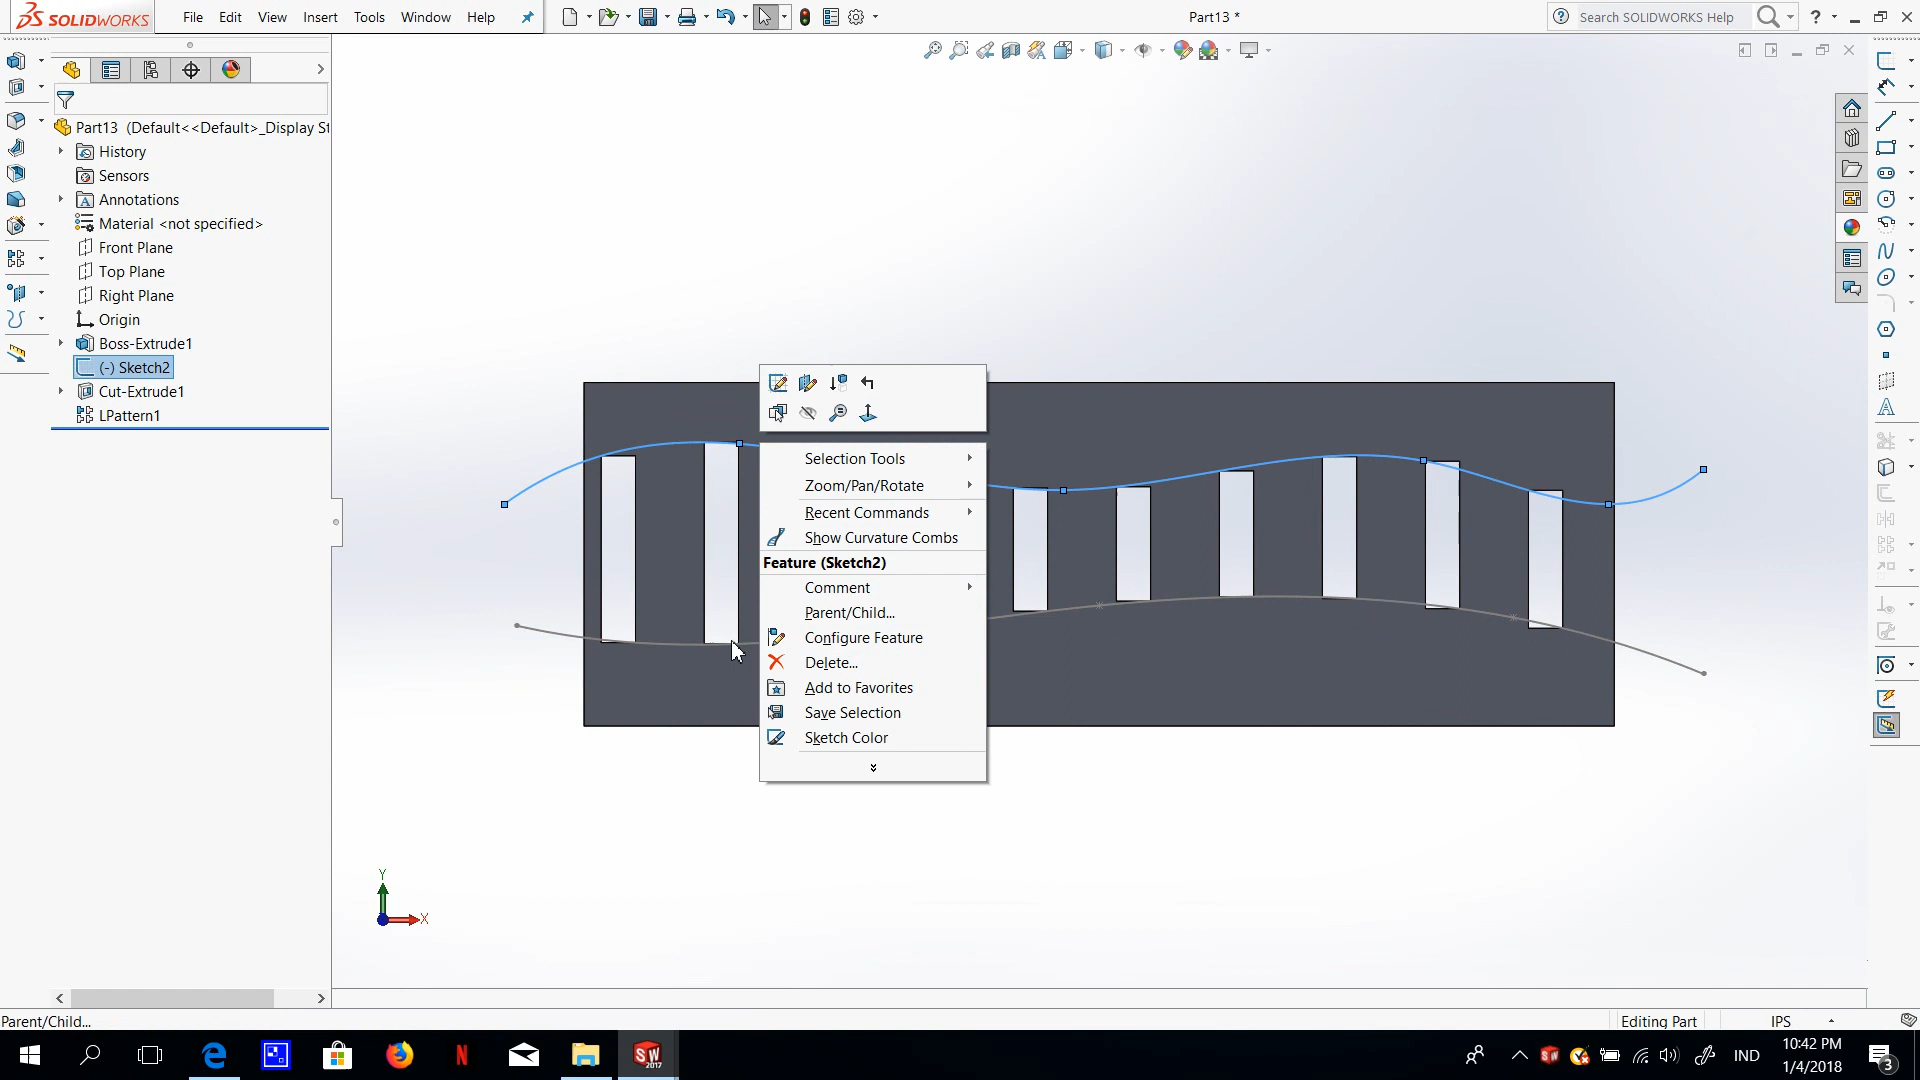 SOLIDWORKS
File Edit View Insert Tools Window Help
Part13 *
Search SOLIDWORKS Help
Part13 (Default<<Default>_Display St
History
Sensors
Annotations
Material <not specified>
Front Plane
Top Plane
Right Plane
Origin
Boss-Extrude1
(-) Sketch2
Cut-Extrude1
LPattern1
Selection Tools
Zoom/Pan/Rotate
Recent Commands
Show Curvature Combs
Feature (Sketch2)
Comment
Parent/Child...
Configure Feature
Delete...
Add to Favorites
Save Selection
Sketch Color
Y
X
Parent/Child...
Editing Part
IPS
SW
2017
IND
10:42 PM
1/4/2018
3